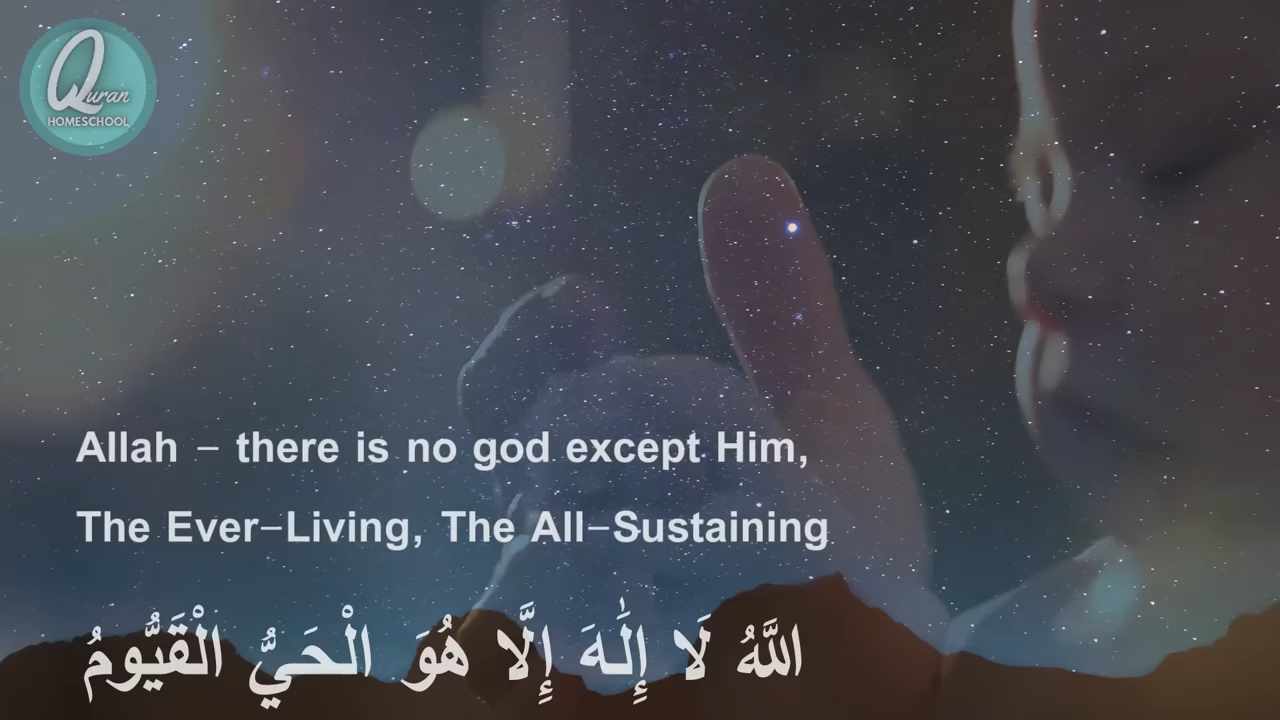 Quran
HOMESCHOOL
Allah – there is no god except Him,
The Ever–Living, The All–Sustaining
اللَّهُ لَا إِلَٰهَ إِلَّا هُوَ الْحَيُّ الْقَيُّومُ